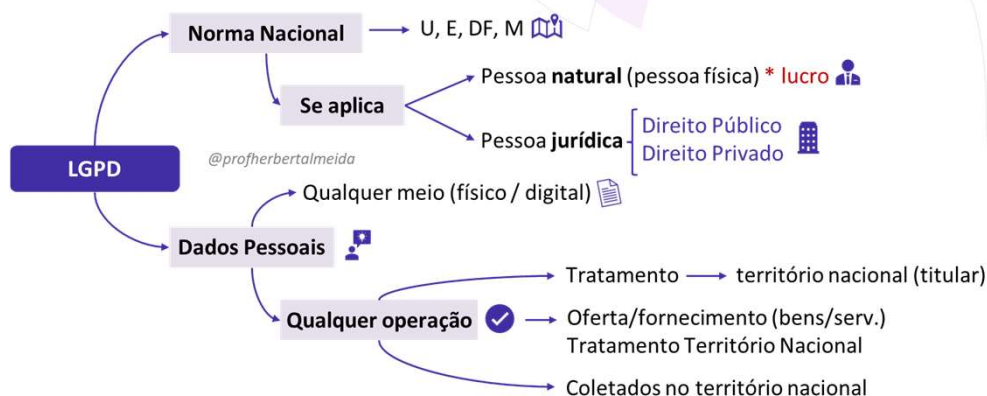 Norma Nacional
U, E, DF, M
Se aplica
Pessoa natural (pessoa física) * lucro
Pessoa jurídica
Direito Público
Direito Privado
LGPD
@profherbertalmeida
Qualquer meio (físico / digital)
Dados Pessoais
Qualquer operação
Tratamento
território nacional (titular)
Oferta/fornecimento (bens/serv.)
Tratamento Território Nacional
Coletados no território nacional